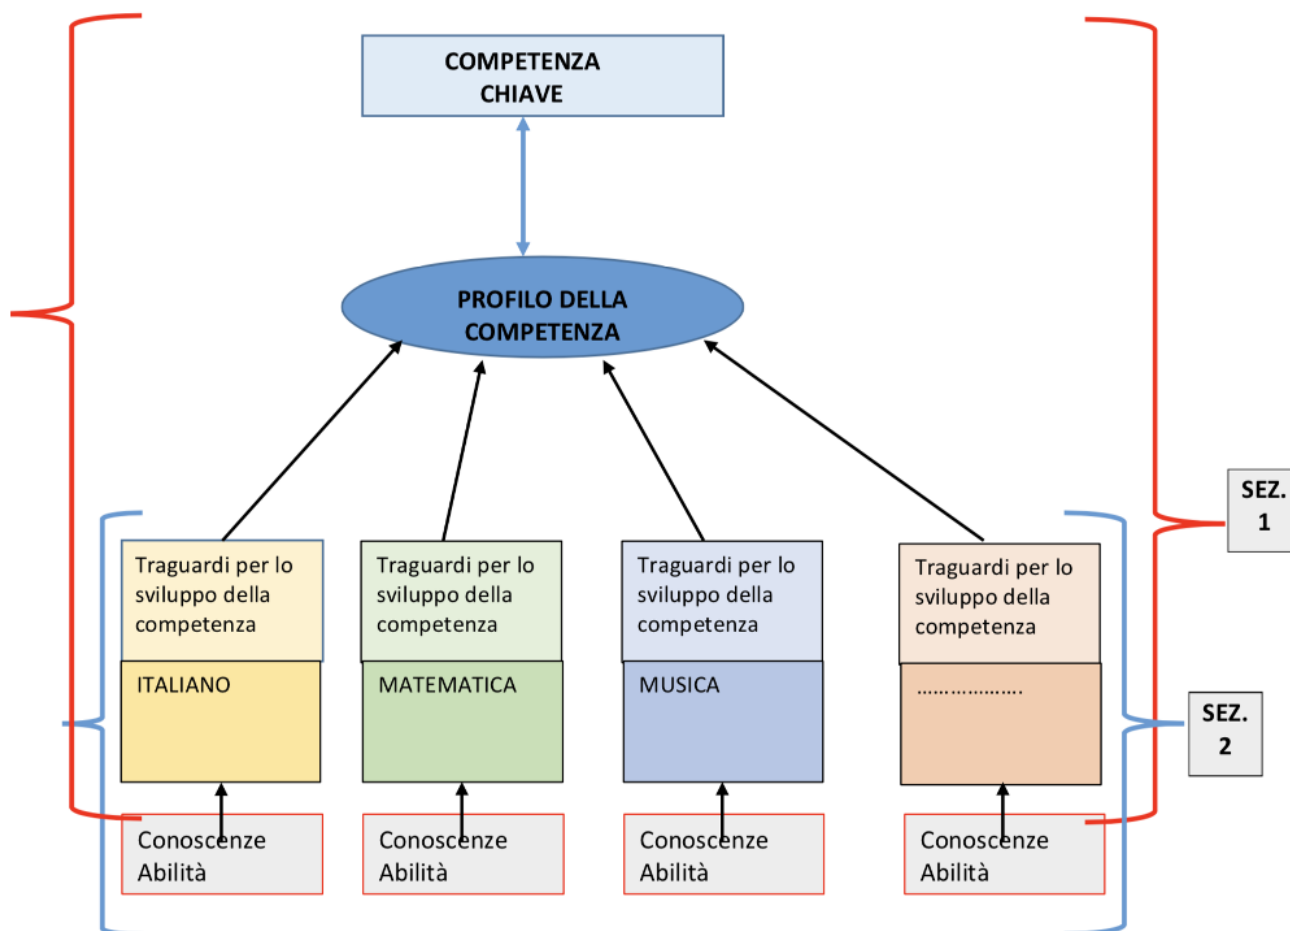 COMPETENZA
CHIAVE
PROFILO DELLA
COMPETENZA
SEZ.
1
Traguardi per lo
sviluppo della
competenza
Traguardi per lo
sviluppo della
competenza
Traguardi per lo
sviluppo della
competenza
Traguardi per lo
sviluppo della
competenza
ITALIANO
MATEMATICA
MUSICA
……………….
SEZ.
2
Conoscenze
Abilità
Conoscenze
Abilità
Conoscenze
Abilità
Conoscenze
Abilità